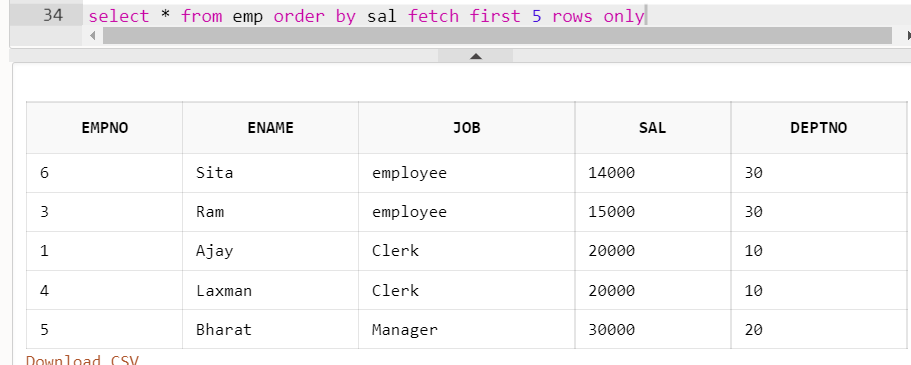 34 select * from emp order by sal fetch first 5 rows only
EMPNO ENAME JOB SAL DEPTNO
6 Sita employee 14000 30
3 Ram employee 15000 30
1 Ajay Clerk 20000 10
4 Laxman Clerk 20000 10
5 Bharat Manager 30000 20
Download CSV